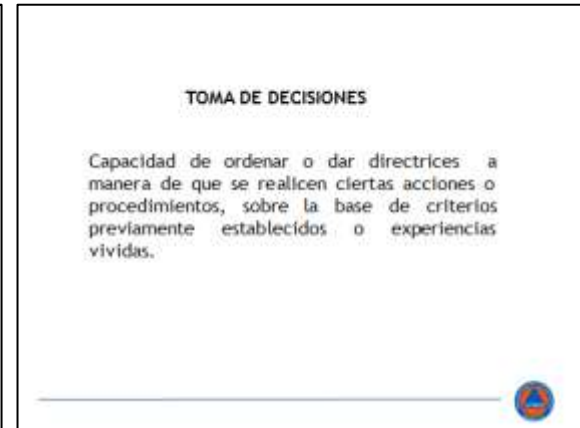 TOMA DE DECISIONES
Capacidad de ordenar o dar directrices a
manera de que se realicen ciertas acciones o
procedimientos, sobre la base de criterios
previamente establecidos o experiencias
vividas.